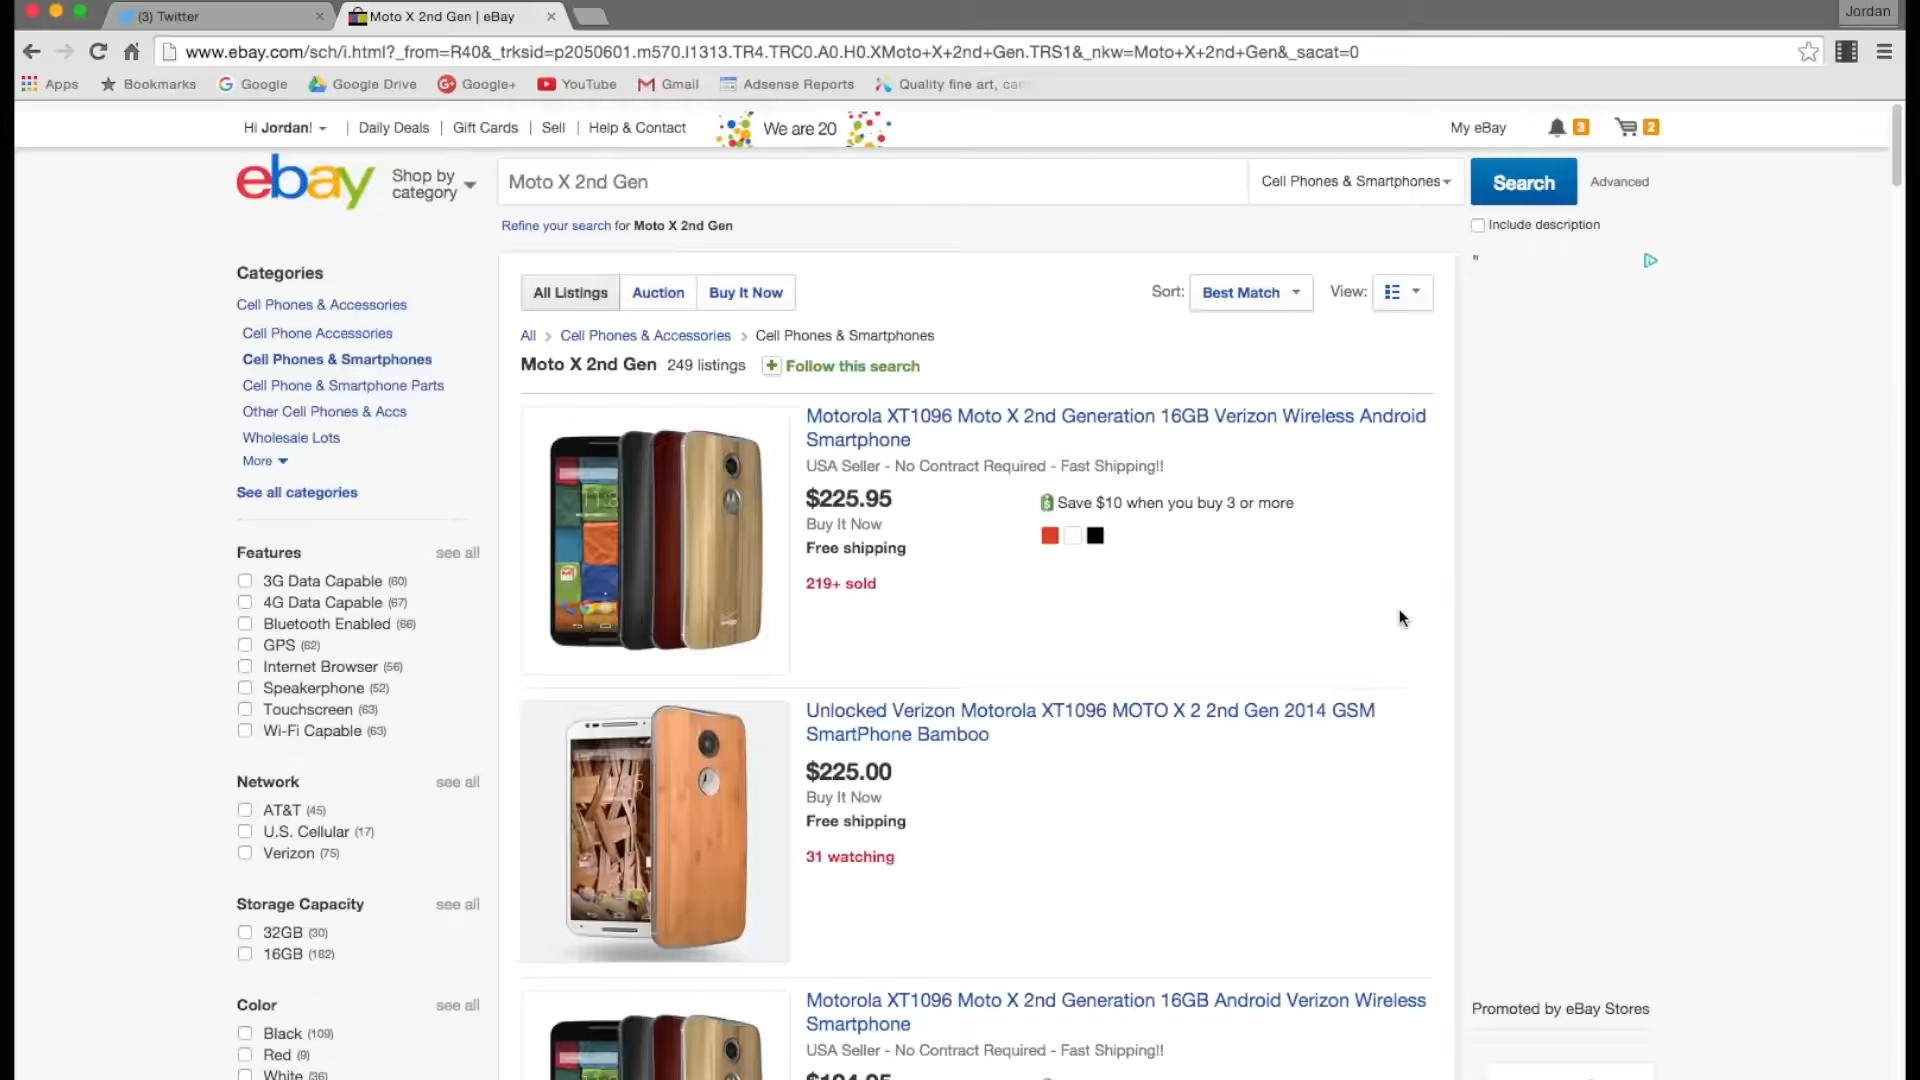 (3) Twitter
Moto X 2nd Gen | eBay
Jordan
www.ebay.com/sch/i.html?_from=R40&_trksid=p2050601.m570.l1313.TR4.TRC0.A0.H0.XMoto+X+2nd+Gen.TRS1&_nkw=Moto+X+2nd+Gen&_sacat=0
Apps Bookmarks Google Google Drive Google+ YouTube Gmail Adsense Reports Quality fine art, can
Hi Jordan! | Daily Deals | Gift Cards | Sell | Help & Contact We are 20 My eBay 3 2
ebay Shop by category Moto X 2nd Gen Cell Phones & Smartphones Search Advanced
Refine your search for Moto X 2nd Gen Include description
Categories
Cell Phones & Accessories
Cell Phone Accessories
Cell Phones & Smartphones
Cell Phone & Smartphone Parts
Other Cell Phones & Accs
Wholesale Lots
More
See all categories
Features see all
3G Data Capable (60)
4G Data Capable (67)
Bluetooth Enabled (66)
GPS (62)
Internet Browser (56)
Speakerphone (52)
Touchscreen (63)
Wi-Fi Capable (63)
Network see all
AT&T (45)
U.S. Cellular (17)
Verizon (75)
Storage Capacity see all
32GB (30)
16GB (182)
Color see all
Black (109)
Red (9)
White (36)
All Listings Auction Buy It Now Sort: Best Match View:
All > Cell Phones & Accessories > Cell Phones & Smartphones
Moto X 2nd Gen 249 listings + Follow this search
Motorola XT1096 Moto X 2nd Generation 16GB Verizon Wireless Android
Smartphone
USA Seller - No Contract Required - Fast Shipping!!
$225.95 Save $10 when you buy 3 or more
Buy It Now
Free shipping
219+ sold
Unlocked Verizon Motorola XT1096 MOTO X 2 2nd Gen 2014 GSM
SmartPhone Bamboo
$225.00
Buy It Now
Free shipping
31 watching
Motorola XT1096 Moto X 2nd Generation 16GB Android Verizon Wireless
Smartphone
USA Seller - No Contract Required - Fast Shipping!!
$194.95
Promoted by eBay Stores